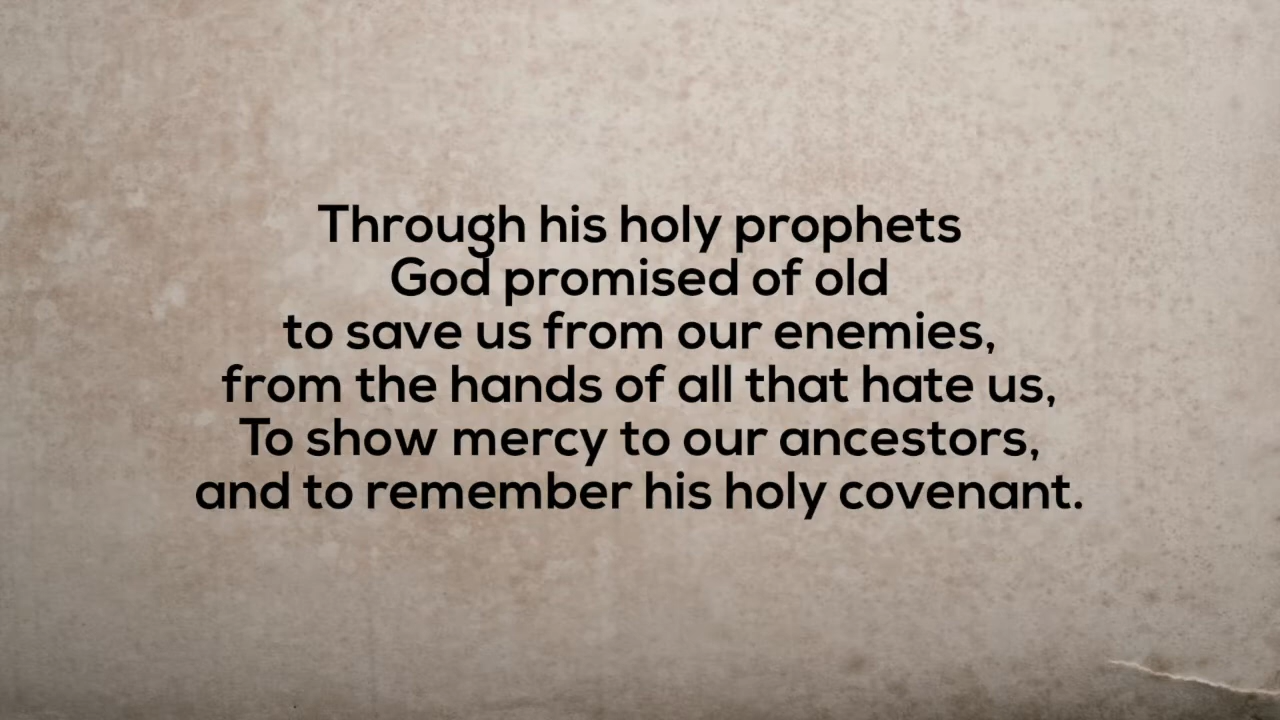 Through his holy prophets
God promised of old
to save us from our enemies,
from the hands of all that hate us,
To show mercy to our ancestors,
and to remember his holy covenant.